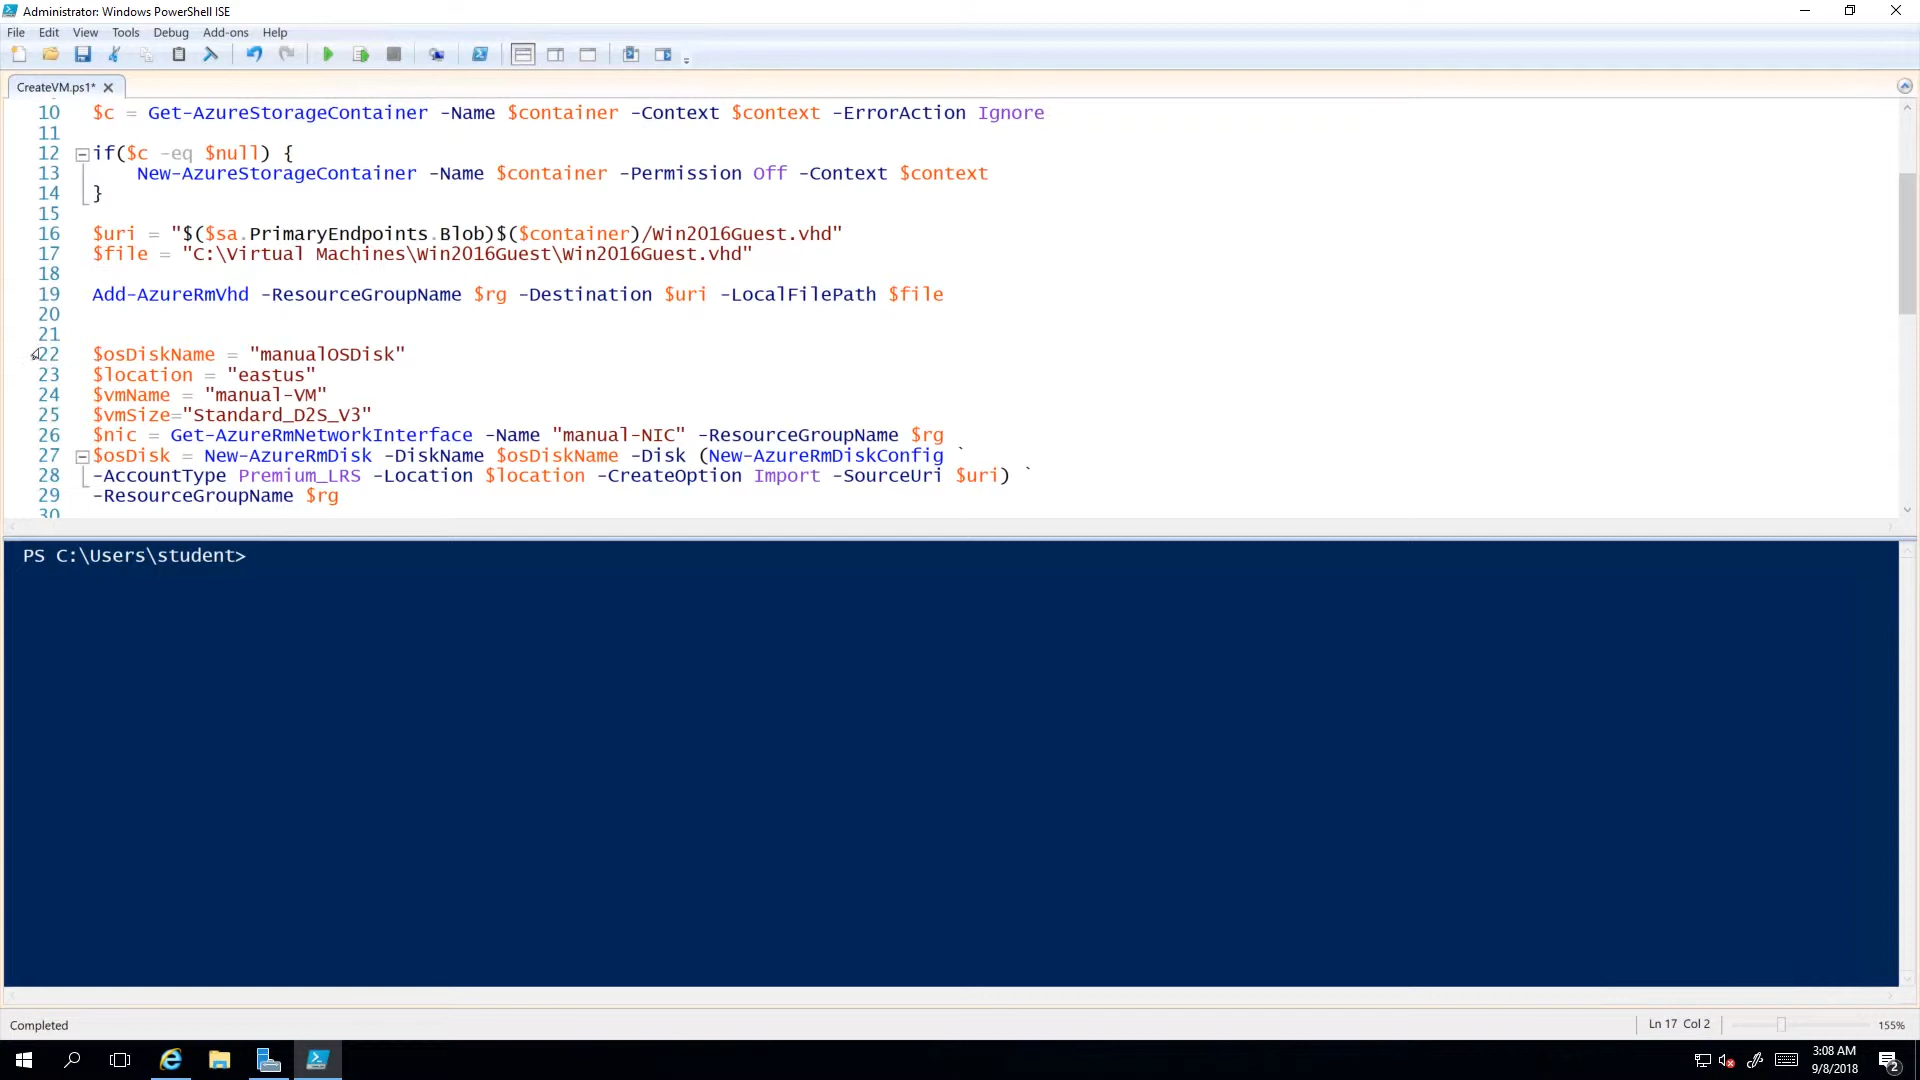 Administrator: Windows PowerShell ISE
File Edit View Tools Debug Add-ons Help
CreateVM.ps1*
10 $c = Get-AzureStorageContainer -Name $container -Context $context -ErrorAction Ignore
11
12 if($c -eq $null) {
13 New-AzureStorageContainer -Name $container -Permission Off -Context $context
14 }
15
16 $uri = "$($sa.PrimaryEndpoints.Blob)$($container)/Win2016Guest.vhd"
17 $file = "C:\Virtual Machines\Win2016Guest\Win2016Guest.vhd"
18
19 Add-AzureRmVhd -ResourceGroupName $rg -Destination $uri -LocalFilePath $file
20
21
22 $osDiskName = "manualOSDisk"
23 $location = "eastus"
24 $vmName = "manual-VM"
25 $vmSize="Standard_D2S_V3"
26 $nic = Get-AzureRmNetworkInterface -Name "manual-NIC" -ResourceGroupName $rg
27 $osDisk = New-AzureRmDisk -DiskName $osDiskName -Disk (New-AzureRmDiskConfig `
28 -AccountType Premium_LRS -Location $location -CreateOption Import -SourceUri $uri) `
29 -ResourceGroupName $rg
30
PS C:\Users\student>
Completed
Ln 17 Col 2
155%
3:08 AM
9/8/2018
2